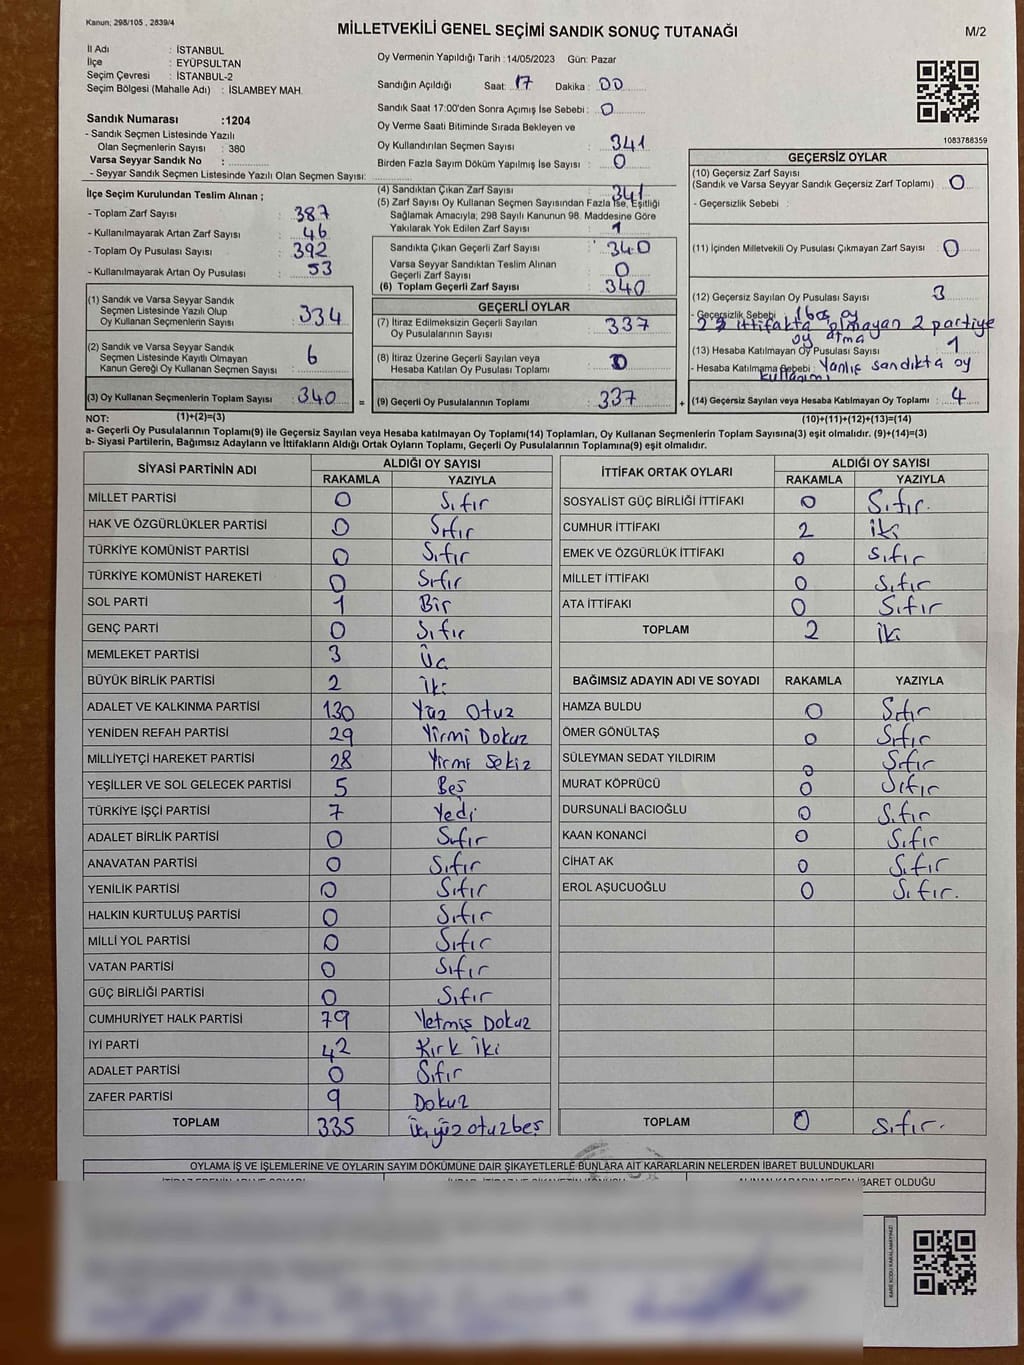 Kanun: 298/105 , 2839/4
MİLLETVEKİLİ GENEL SEÇİMİ SANDIK SONUÇ TUTANAĞI
M/2
İl Adı : İSTANBUL
İlçe : EYÜPSULTAN
Seçim Çevresi : İSTANBUL-2
Seçim Bölgesi (Mahalle Adı) : İSLAMBEY MAH.
Sandık Numarası :1204
- Sandık Seçmen Listesinde Yazılı
Olan Seçmenlerin Sayısı : 380
Varsa Seyyar Sandık No :
- Seyyar Sandık Seçmen Listesinde Yazılı Olan Seçmen Sayısı:
İlçe Seçim Kurulundan Teslim Alınan ;
- Toplam Zarf Sayısı 387
- Kullanılmayarak Artan Zarf Sayısı 46
- Toplam Oy Pusulası Sayısı 392
- Kullanılmayarak Artan Oy Pusulası 53
(1) Sandık ve Varsa Seyyar Sandık
Seçmen Listesinde Yazılı Olup
Oy Kullanan Seçmenlerin Sayısı 334
(2) Sandık ve Varsa Seyyar Sandık
Seçmen Listesinde Kayıtlı Olmayan
Kanun Gereği Oy Kullanan Seçmen Sayısı 6
(3) Oy Kullanan Seçmenlerin Toplam Sayısı 340 =
(1)+(2)=(3)
Oy Vermenin Yapıldığı Tarih : 14/05/2023 Gün: Pazar
Sandığın Açıldığı Saat: 17 Dakika : 00
Sandık Saat 17:00'den Sonra Açımış İse Sebebi : 0
Oy Verme Saati Bitiminde Sırada Bekleyen ve
Oy Kullandırılan Seçmen Sayısı 341
Birden Fazla Sayım Döküm Yapılmış İse Sayısı 0
(4) Sandıktan Çıkan Zarf Sayısı 341
(5) Zarf Sayısı Oy Kullanan Seçmen Sayısından Fazla İse, Eşitliği
Sağlamak Amacıyla; 298 Sayılı Kanunun 98. Maddesine Göre
Yakılarak Yok Edilen Zarf Sayısı 1
Sandıkta Çıkan Geçerli Zarf Sayısı : 340
Varsa Seyyar Sandıktan Teslim Alınan
Geçerli Zarf Sayısı 0
(6) Toplam Geçerli Zarf Sayısı 340
GEÇERLİ OYLAR
(7) İtiraz Edilmeksizin Geçerli Sayılan
Oy Pusulalarının Sayısı 337
(8) İtiraz Üzerine Geçerli Sayılan veya
Hesaba Katılan Oy Pusulası Toplamı 0
(9) Geçerli Oy Pusulalarının Toplamı 337 +
1083788359
GEÇERSİZ OYLAR
(10) Geçersiz Zarf Sayısı
(Sandık ve Varsa Seyyar Sandık Geçersiz Zarf Toplamı) 0
- Geçersizlik Sebebi :
(11) İçinden Milletvekili Oy Pusulası Çıkmayan Zarf Sayısı 0
(12) Geçersiz Sayılan Oy Pusulası Sayısı 3
- Geçersizlik Sebebi : 1 boş oy
ittifakta olmayan 2 partiye
oy atma
(13) Hesaba Katılmayan Oy Pusulası Sayısı 1
- Hesaba Katılmama Sebebi : Yanlış sandıkta oy
kullanımı
(14) Geçersiz Sayılan veya Hesaba Katılmayan Oy Toplamı : 4
(10)+(11)+(12)+(13)=(14)
NOT:
a- Geçerli Oy Pusulalarının Toplamı(9) ile Geçersiz Sayılan veya Hesaba katılmayan Oy Toplamı(14) Toplamları, Oy Kullanan Seçmenlerin Toplam Sayısına(3) eşit olmalıdır. (9)+(14)=(3)
b- Siyasi Partilerin, Bağımsız Adayların ve İttifakların Aldığı Ortak Oyların Toplamı, Geçerli Oy Pusulalarının Toplamına(9) eşit olmalıdır.
SİYASİ PARTİNİN ADI ALDIĞI OY SAYISI
RAKAMLA YAZIYLA
MİLLET PARTİSİ 0 Sıfır
HAK VE ÖZGÜRLÜKLER PARTİSİ 0 Sıfır
TÜRKİYE KOMÜNİST PARTİSİ 0 Sıfır
TÜRKİYE KOMÜNİST HAREKETİ 0 Sıfır
SOL PARTİ 1 Bir
GENÇ PARTİ 0 Sıfır
MEMLEKET PARTİSİ 3 Üç
BÜYÜK BİRLİK PARTİSİ 2 İki
ADALET VE KALKINMA PARTİSİ 130 Yüz Otuz
YENİDEN REFAH PARTİSİ 29 Yirmi Dokuz
MİLLİYETÇİ HAREKET PARTİSİ 28 Yirmi Sekiz
YEŞİLLER VE SOL GELECEK PARTİSİ 5 Beş
TÜRKİYE İŞÇİ PARTİSİ 7 Yedi
ADALET BİRLİK PARTİSİ 0 Sıfır
ANAVATAN PARTİSİ 0 Sıfır
YENİLİK PARTİSİ 0 Sıfır
HALKIN KURTULUŞ PARTİSİ 0 Sıfır
MİLLİ YOL PARTİSİ 0 Sıfır
VATAN PARTİSİ 0 Sıfır
GÜÇ BİRLİĞİ PARTİSİ 0 Sıfır
CUMHURİYET HALK PARTİSİ 79 Yetmiş Dokuz
İYİ PARTİ 42 Kırk İki
ADALET PARTİSİ 0 Sıfır
ZAFER PARTİSİ 9 Dokuz
TOPLAM 335 üçyüzotuzbeş
İTTİFAK ORTAK OYLARI ALDIĞI OY SAYISI
RAKAMLA YAZIYLA
SOSYALİST GÜÇ BİRLİĞİ İTTİFAKI 0 Sıfır.
CUMHUR İTTİFAKI 2 İki
EMEK VE ÖZGÜRLÜK İTTİFAKI 0 Sıfır
MİLLET İTTİFAKI 0 Sıfır
ATA İTTİFAKI 0 Sıfır
TOPLAM 2 İki
BAĞIMSIZ ADAYIN ADI VE SOYADI RAKAMLA YAZIYLA
HAMZA BULDU 0 Sıfır
ÖMER GÖNÜLTAŞ 0 Sıfır
SÜLEYMAN SEDAT YILDIRIM 0 Sıfır
MURAT KÖPRÜCÜ 0 Sıfır
DURSUNALİ BACIOĞLU 0 Sıfır
KAAN KONANCİ 0 Sıfır
CİHAT AK 0 Sıfır
EROL AŞUCUOĞLU 0 Sıfır.
TOPLAM 0 Sıfır.
OYLAMA İŞ VE İŞLEMLERİNE VE OYLARIN SAYIM DÖKÜMÜNE DAİR ŞİKAYETLERLE BUNLARA AİT KARARLARIN NELERDEN İBARET BULUNDUKLARI
ALINAN KARARIN NEDEN İBARET OLDUĞU
KARE KODU KARALAMAYINIZ!